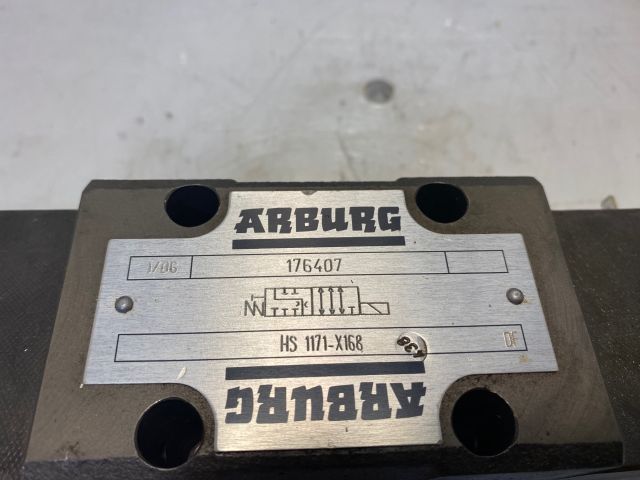 ARBURG
1/06 176407
HS 1171-X168 DF
ARBURG